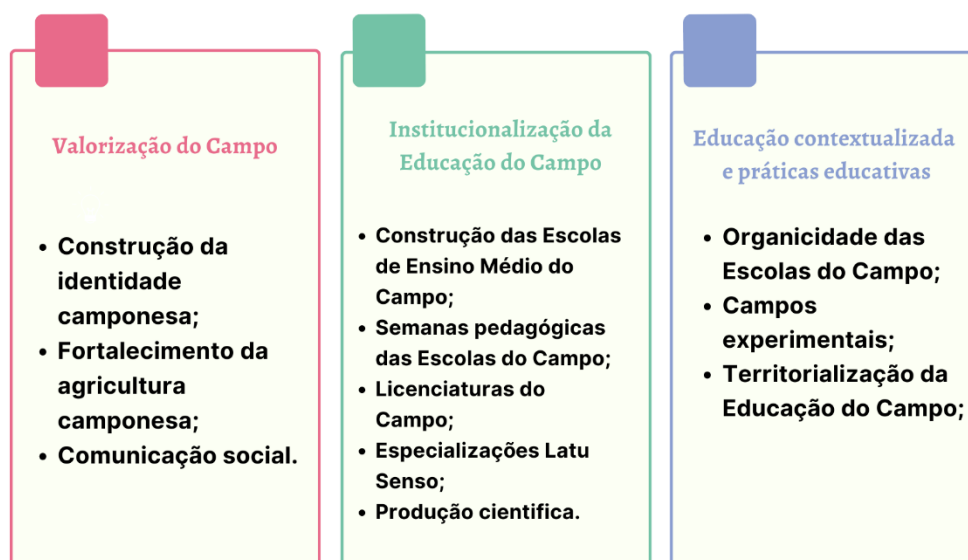 Valorização do Campo
• Construção da
identidade
camponesa;
• Fortalecimento da
agricultura
camponesa;
• Comunicação social.
Institucionalização da
Educação do Campo
• Construção das Escolas
de Ensino Médio do
Campo;
• Semanas pedagógicas
das Escolas do Campo;
• Licenciaturas do
Campo;
• Especializações Latu
Senso;
• Produção cientifica.
Educação contextualizada
e práticas educativas
• Organicidade das
Escolas do Campo;
• Campos
experimentais;
• Territorialização da
Educação do Campo;